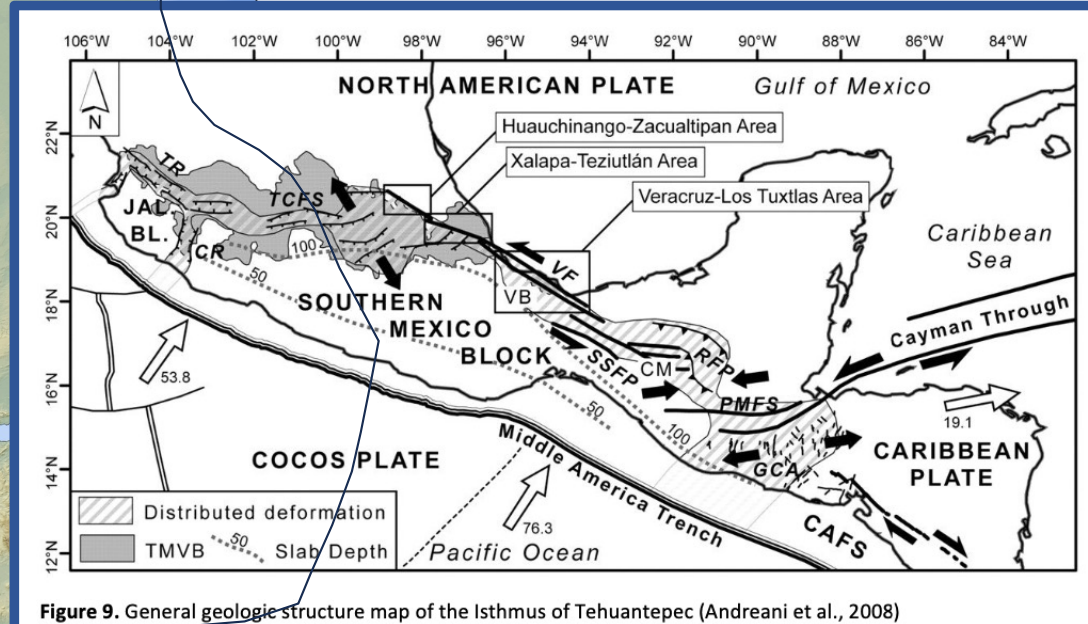 106°W 104°W 102°W 100°W 98°W 96°W 94°W 92°W 90°W 88°W 86°W 84°W
NORTH AMERICAN PLATE
Gulf of Mexico
N
22°N
20°N
18°N
16°N
14°N
12°N
Huauchinango-Zacualtipan Area
Xalapa-Teziutlán Area
Veracruz-Los Tuxtlas Area
TR
TCFS
JAL
BL.
CR
100
50
VF
VB
Caribbean
Sea
SOUTHERN
MEXICO
BLOCK
Cayman Through
SSFP
CM
RFP
PMFS
53.8
50
100
19.1
GCA
CARIBBEAN
PLATE
COCOS PLATE
Middle America Trench
CAFS
76.3
Pacific Ocean
Distributed deformation
TMVB
50
Slab Depth
Figure 9. General geologic structure map of the Isthmus of Tehuantepec (Andreani et al., 2008)